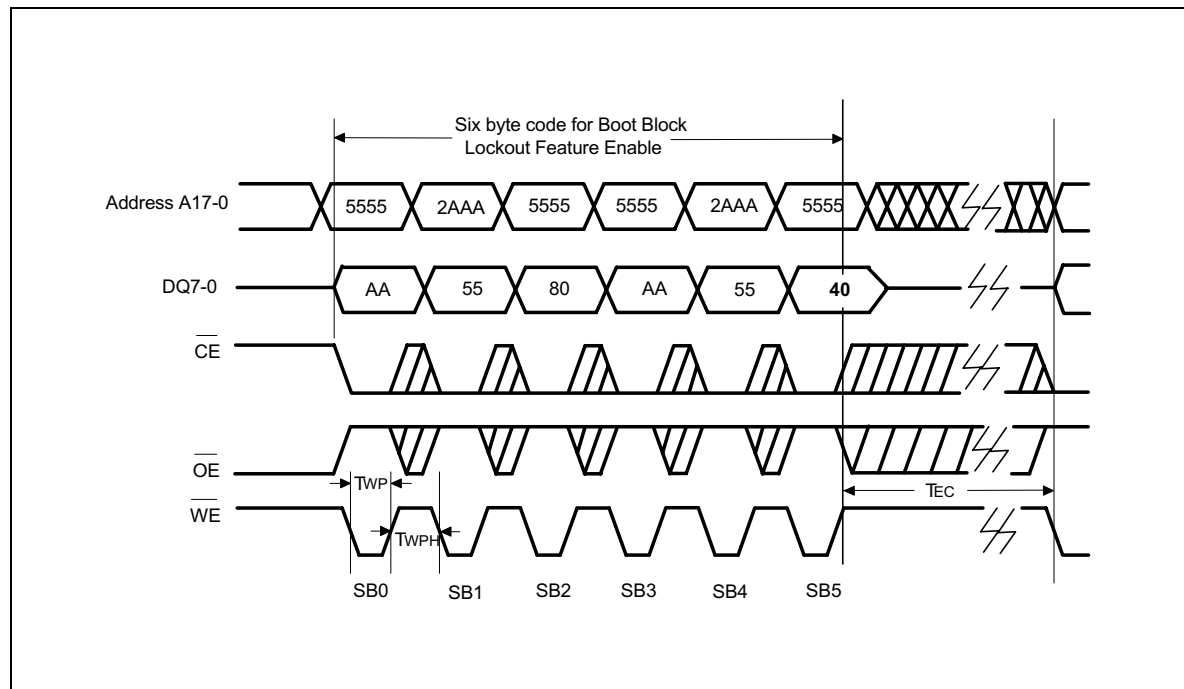 Six byte code for Boot Block
Lockout Feature Enable
Address A17-0
5555 2AAA 5555 5555 2AAA 5555
DQ7-0
AA 55 80 AA 55 40
CE
OE
TWP
TEC
WE
TWPH
SB0 SB1 SB2 SB3 SB4 SB5